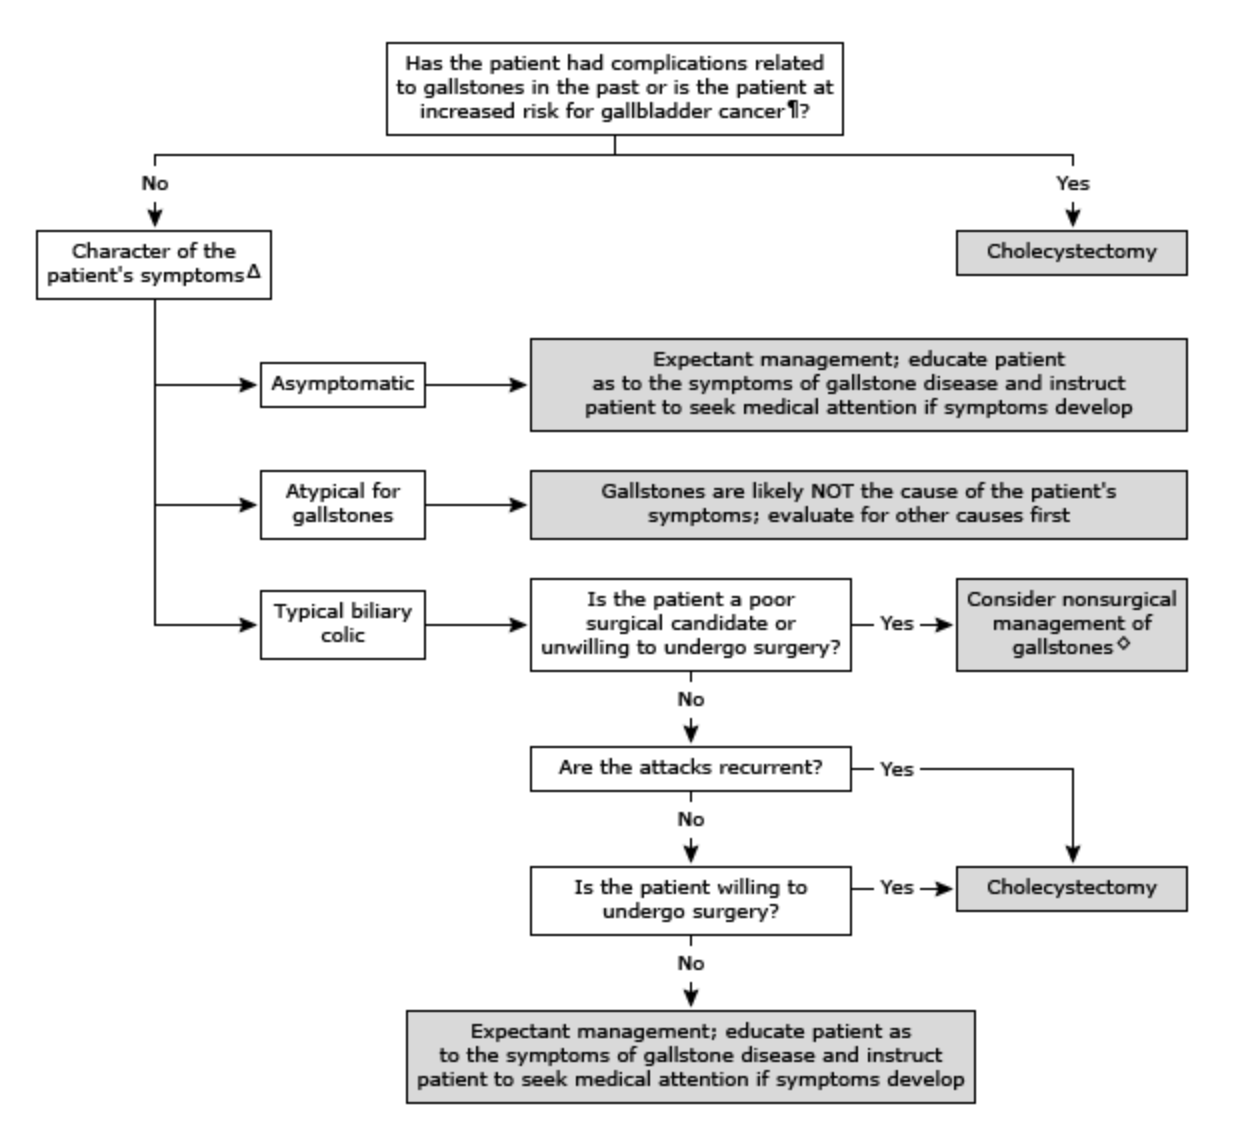 Has the patient had complications related
to gallstones in the past or is the patient at
increased risk for gallbladder cancer¶?
No
Yes
Character of the
patient's symptomsΔ
Cholecystectomy
Asymptomatic
Expectant management; educate patient
as to the symptoms of gallstone disease and instruct
patient to seek medical attention if symptoms develop
Atypical for
gallstones
Gallstones are likely NOT the cause of the patient's
symptoms; evaluate for other causes first
Typical biliary
colic
Is the patient a poor
surgical candidate or
unwilling to undergo surgery?
Yes
Consider nonsurgical
management of
gallstones◇
No
Are the attacks recurrent?
Yes
No
Is the patient willing to
undergo surgery?
Yes
Cholecystectomy
No
Expectant management; educate patient as
to the symptoms of gallstone disease and instruct
patient to seek medical attention if symptoms develop